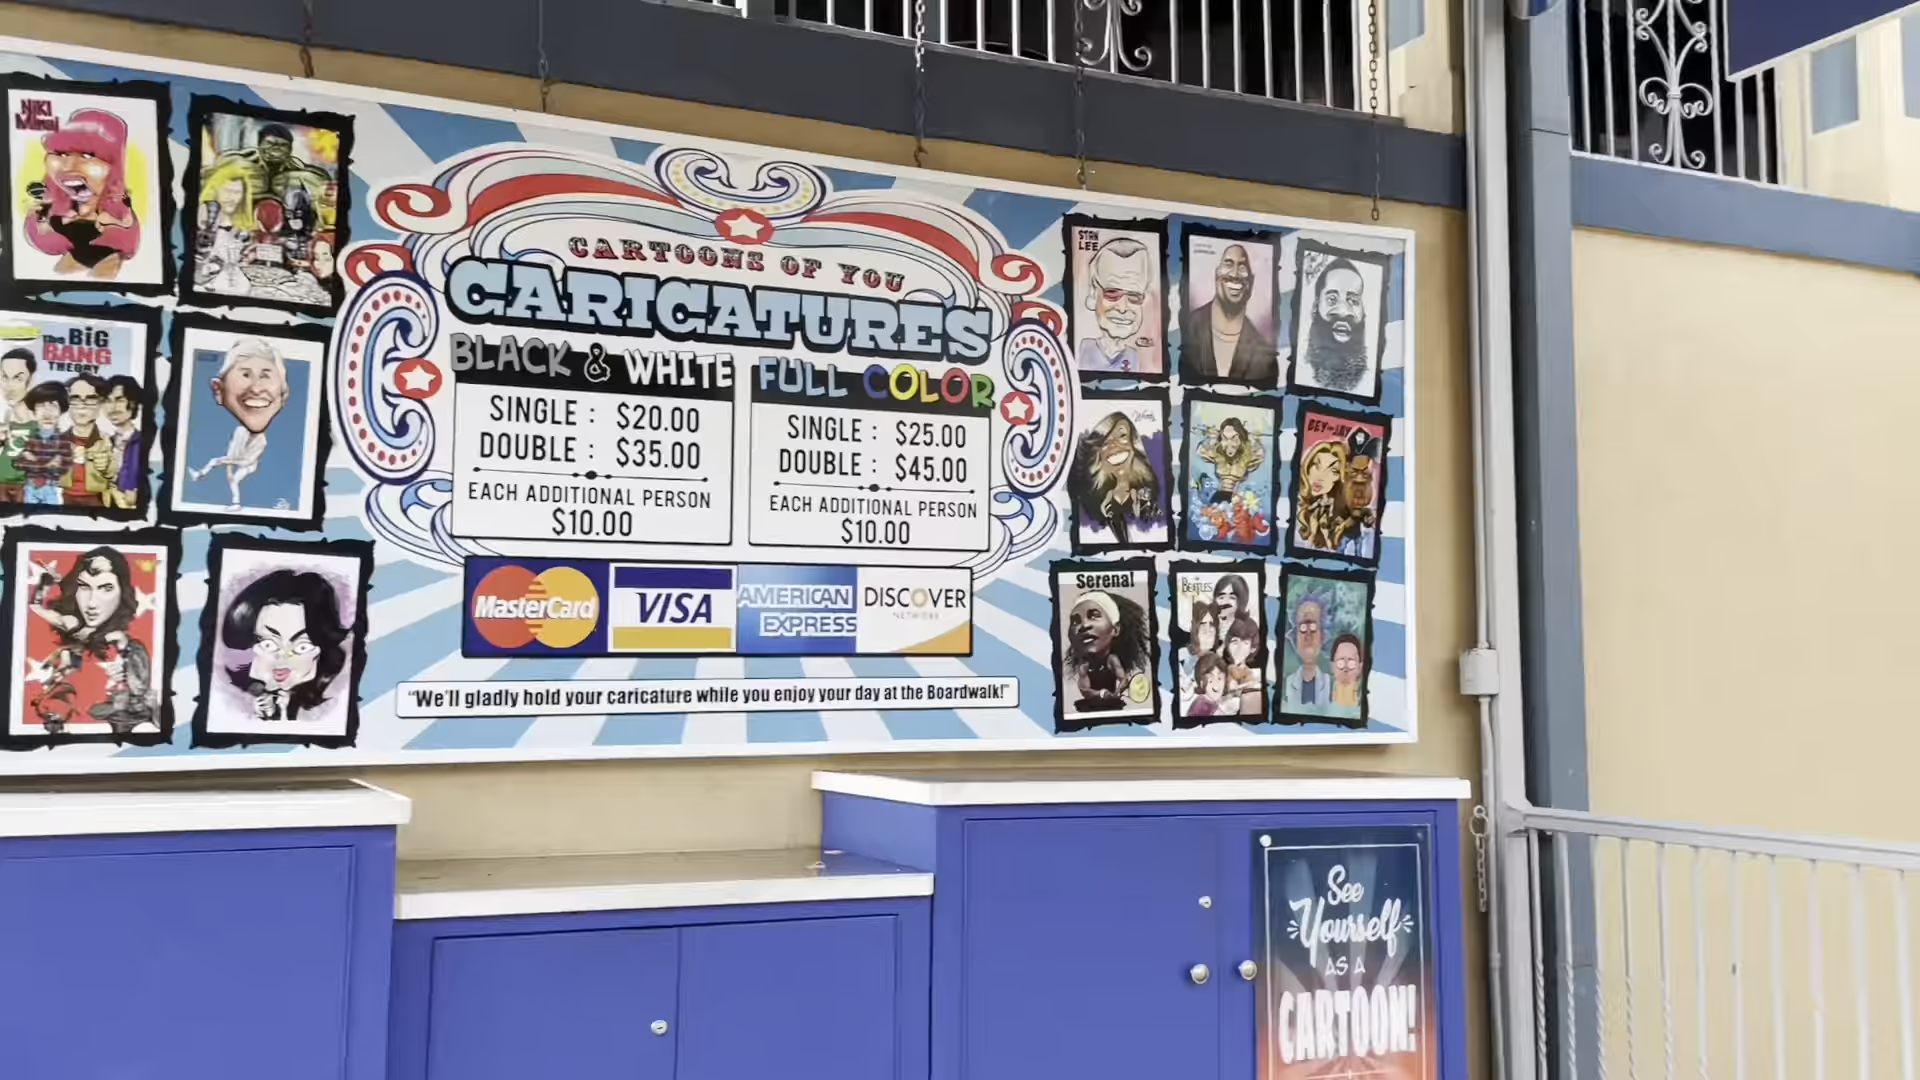 NiKI
MiNaj
the BiG
BANG
THEORY
CARTOONS OF YOU
CARICATURES
BLACK & WHITE
SINGLE : $20.00
DOUBLE : $35.00
EACH ADDITIONAL PERSON
$10.00
FULL COLOR
SINGLE : $25.00
DOUBLE : $45.00
EACH ADDITIONAL PERSON
$10.00
MasterCard
VISA
AMERICAN
EXPRESS
DISCOVER
NETWORK
"We'll gladly hold your caricature while you enjoy your day at the Boardwalk!"
STAN
LEE
BEY and JAY
Serena!
The
BEATLES
See
Yourself
AS A
CARTOON!